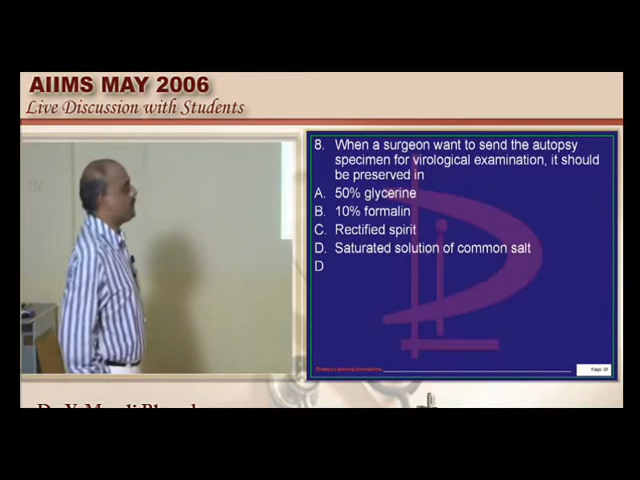 AIIMS MAY 2006
Live Discussion with Students
8. When a surgeon want to send the autopsy
specimen for virological examination, it should
be preserved in
A. 50% glycerine
B. 10% formalin
C. Rectified spirit
D. Saturated solution of common salt
D
Page